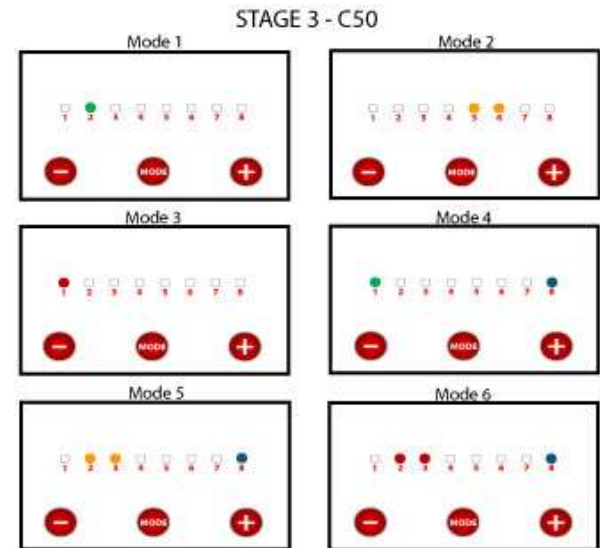 STAGE 3 - C50
Mode 1
1 2 3 4 5 6 7 8
− MODE +
Mode 2
1 2 3 4 5 6 7 8
− MODE +
Mode 3
1 2 3 4 5 6 7 8
− MODE +
Mode 4
1 2 3 4 5 6 7 8
− MODE +
Mode 5
1 2 3 4 5 6 7 8
− MODE +
Mode 6
1 2 3 4 5 6 7 8
− MODE +